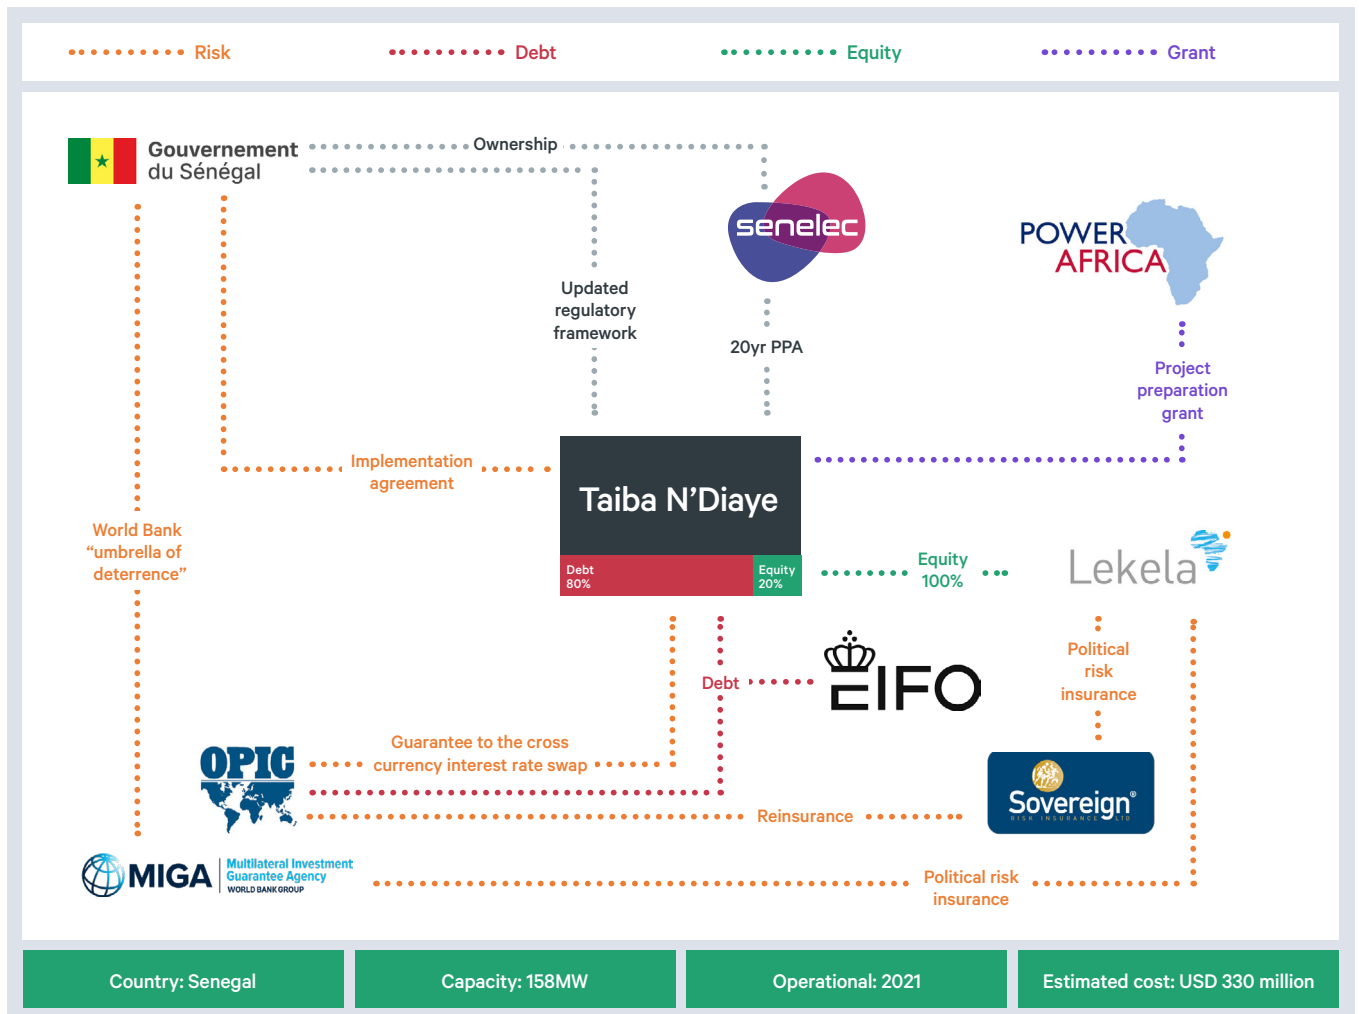 Risk
Debt
Equity
Grant
Gouvernement
du Sénégal
Ownership
senelec
POWER
AFRICA
Updated
regulatory
framework
20yr PPA
Project
preparation
grant
Implementation
agreement
Taiba N’Diaye
Debt
80%
Equity
20%
World Bank
“umbrella of
deterrence”
Equity
100%
Lekela
Political
risk
insurance
Debt
EIFO
OPIC
Guarantee to the cross
currency interest rate swap
Sovereign®
RISK INSURANCE LTD
Reinsurance
MIGA
Multilateral Investment
Guarantee Agency
WORLD BANK GROUP
Political risk
insurance
Country: Senegal
Capacity: 158MW
Operational: 2021
Estimated cost: USD 330 million